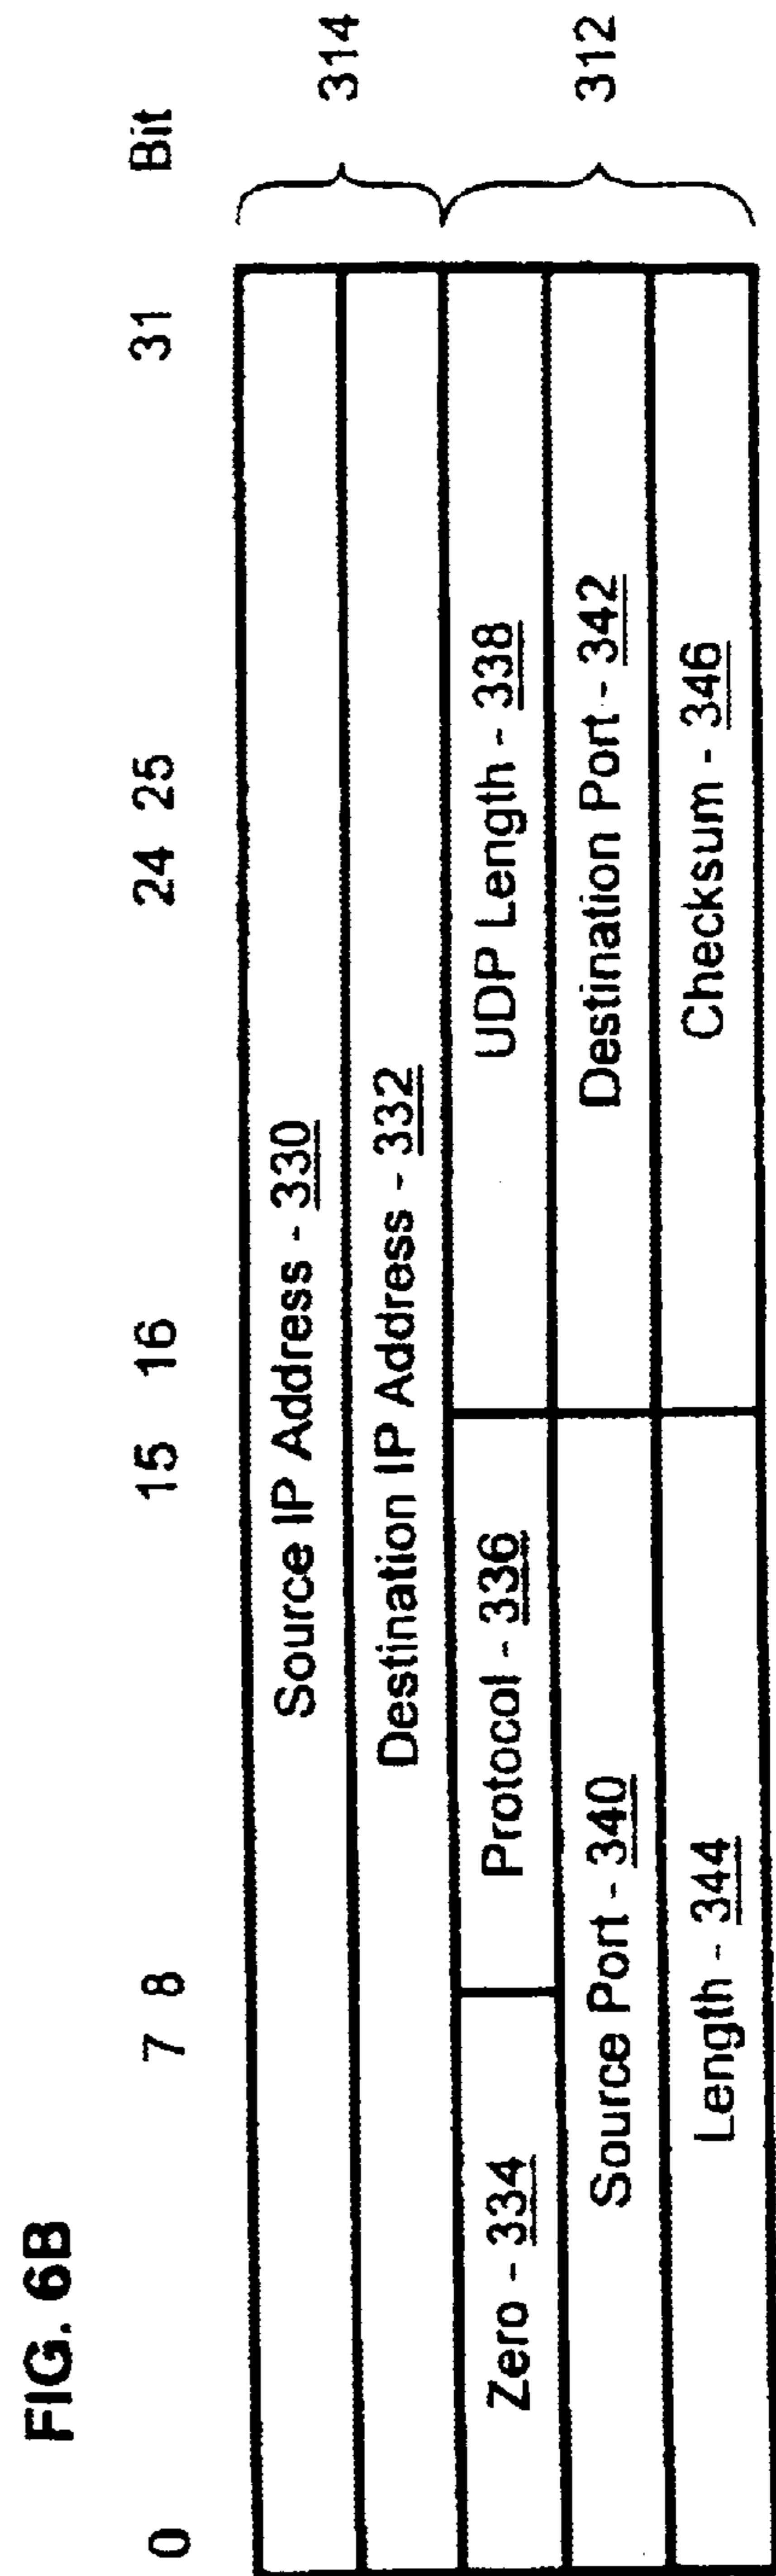 FIG. 6B
0 7 8 15 16 24 25 31 Bit
Source IP Address - 330
Destination IP Address - 332
314
Zero - 334 Protocol - 336 UDP Length - 338
Source Port - 340 Destination Port - 342
312
Length - 344 Checksum - 346